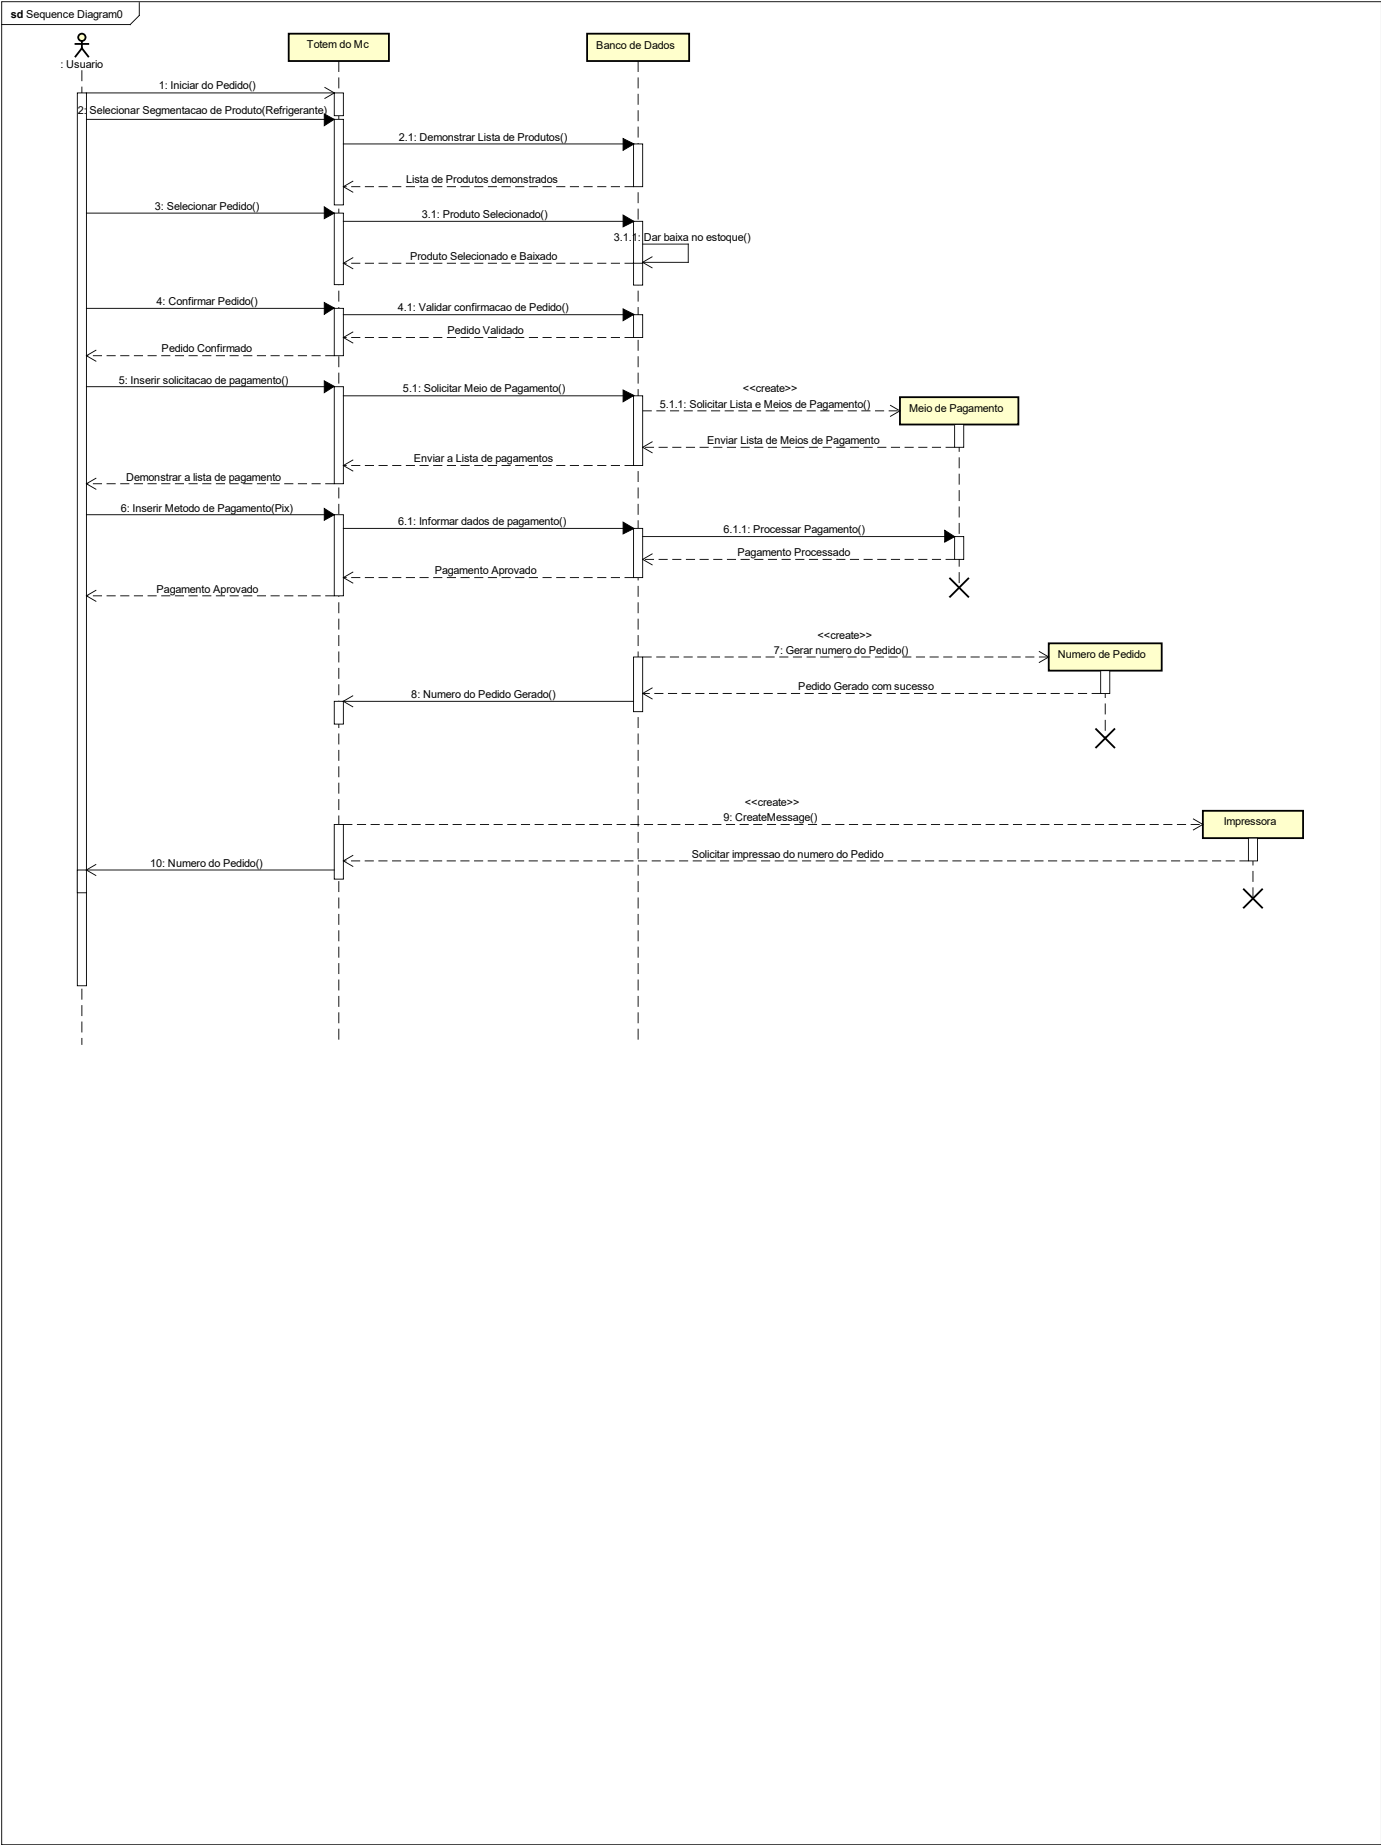 sd Sequence Diagram0
: Usuario
Totem do Mc
Banco de Dados
1: Iniciar do Pedido()
2: Selecionar Segmentacao de Produto(Refrigerante)
2.1: Demonstrar Lista de Produtos()
Lista de Produtos demonstrados
3: Selecionar Pedido()
3.1: Produto Selecionado()
3.1.1: Dar baixa no estoque()
Produto Selecionado e Baixado
4: Confirmar Pedido()
4.1: Validar confirmacao de Pedido()
Pedido Validado
Pedido Confirmado
5: Inserir solicitacao de pagamento()
5.1: Solicitar Meio de Pagamento()
<<create>>
5.1.1: Solicitar Lista e Meios de Pagamento()
Meio de Pagamento
Enviar Lista de Meios de Pagamento
Enviar a Lista de pagamentos
Demonstrar a lista de pagamento
6: Inserir Metodo de Pagamento(Pix)
6.1: Informar dados de pagamento()
6.1.1: Processar Pagamento()
Pagamento Processado
Pagamento Aprovado
Pagamento Aprovado
<<create>>
7: Gerar numero do Pedido()
Numero de Pedido
Pedido Gerado com sucesso
8: Numero do Pedido Gerado()
<<create>>
9: CreateMessage()
Impressora
Solicitar impressao do numero do Pedido
10: Numero do Pedido()